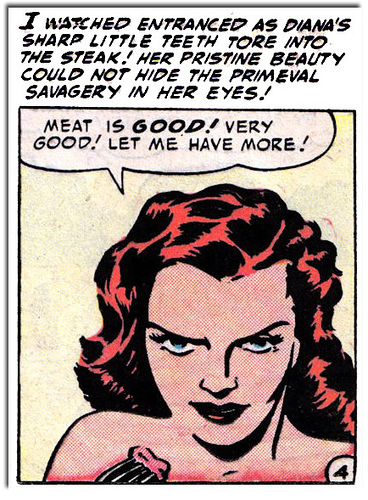 I WATCHED ENTRANCED AS DIANA'S
SHARP LITTLE TEETH TORE INTO
THE STEAK! HER PRISTINE BEAUTY
COULD NOT HIDE THE PRIMEVAL
SAVAGERY IN HER EYES!
MEAT IS GOOD! VERY
GOOD! LET ME HAVE MORE!
4